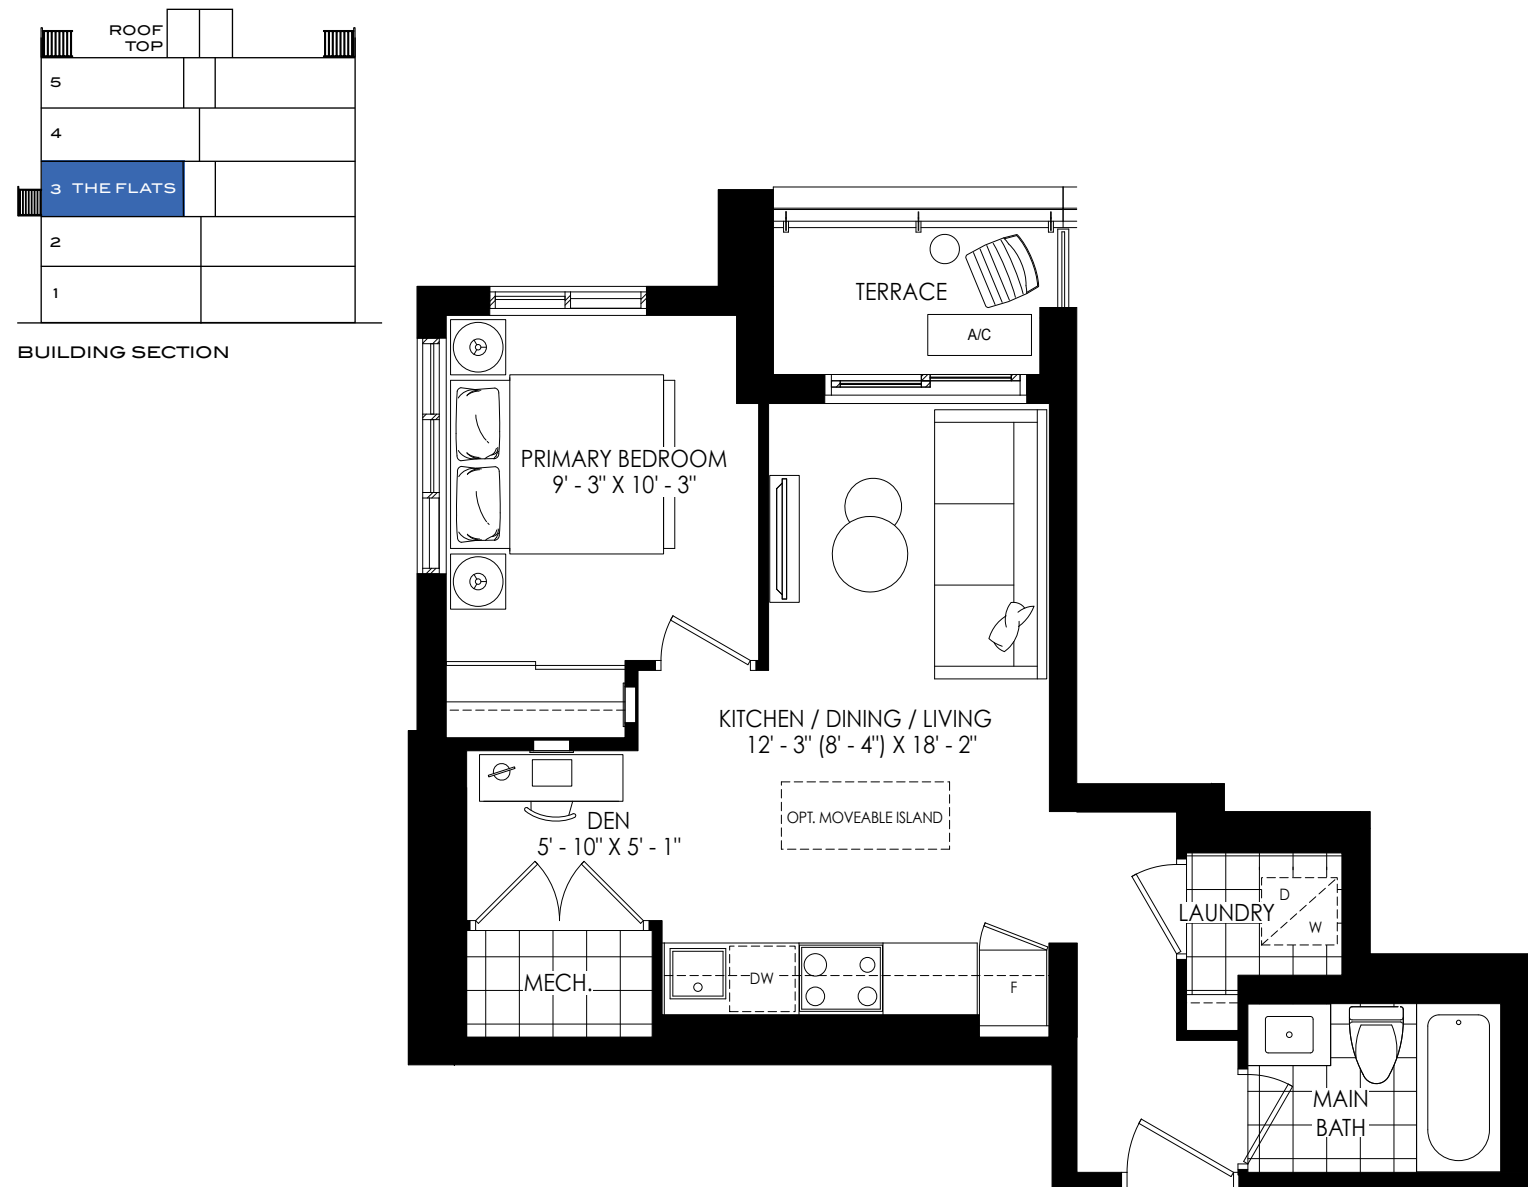 ROOF
TOP
5
4
3 THE FLATS
2
1
BUILDING SECTION
TERRACE
A/C
PRIMARY BEDROOM
9' - 3" X 10' - 3"
KITCHEN / DINING / LIVING
12' - 3" (8' - 4") X 18' - 2"
OPT. MOVEABLE ISLAND
DEN
5' - 10" X 5' - 1"
D
LAUNDRY
W
MECH.
DW
F
MAIN
BATH